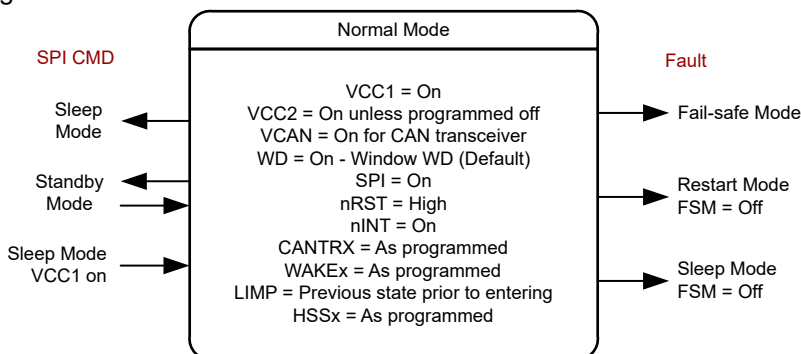 Normal Mode
SPI CMD
Fault
Sleep
Mode
Standby
Mode
Sleep Mode
VCC1 on
VCC1 = On
VCC2 = On unless programmed off
VCAN = On for CAN transceiver
WD = On - Window WD (Default)
SPI = On
nRST = High
nINT = On
CANTRX = As programmed
WAKEx = As programmed
LIMP = Previous state prior to entering
HSSx = As programmed
Fail-safe Mode
Restart Mode
FSM = Off
Sleep Mode
FSM = Off